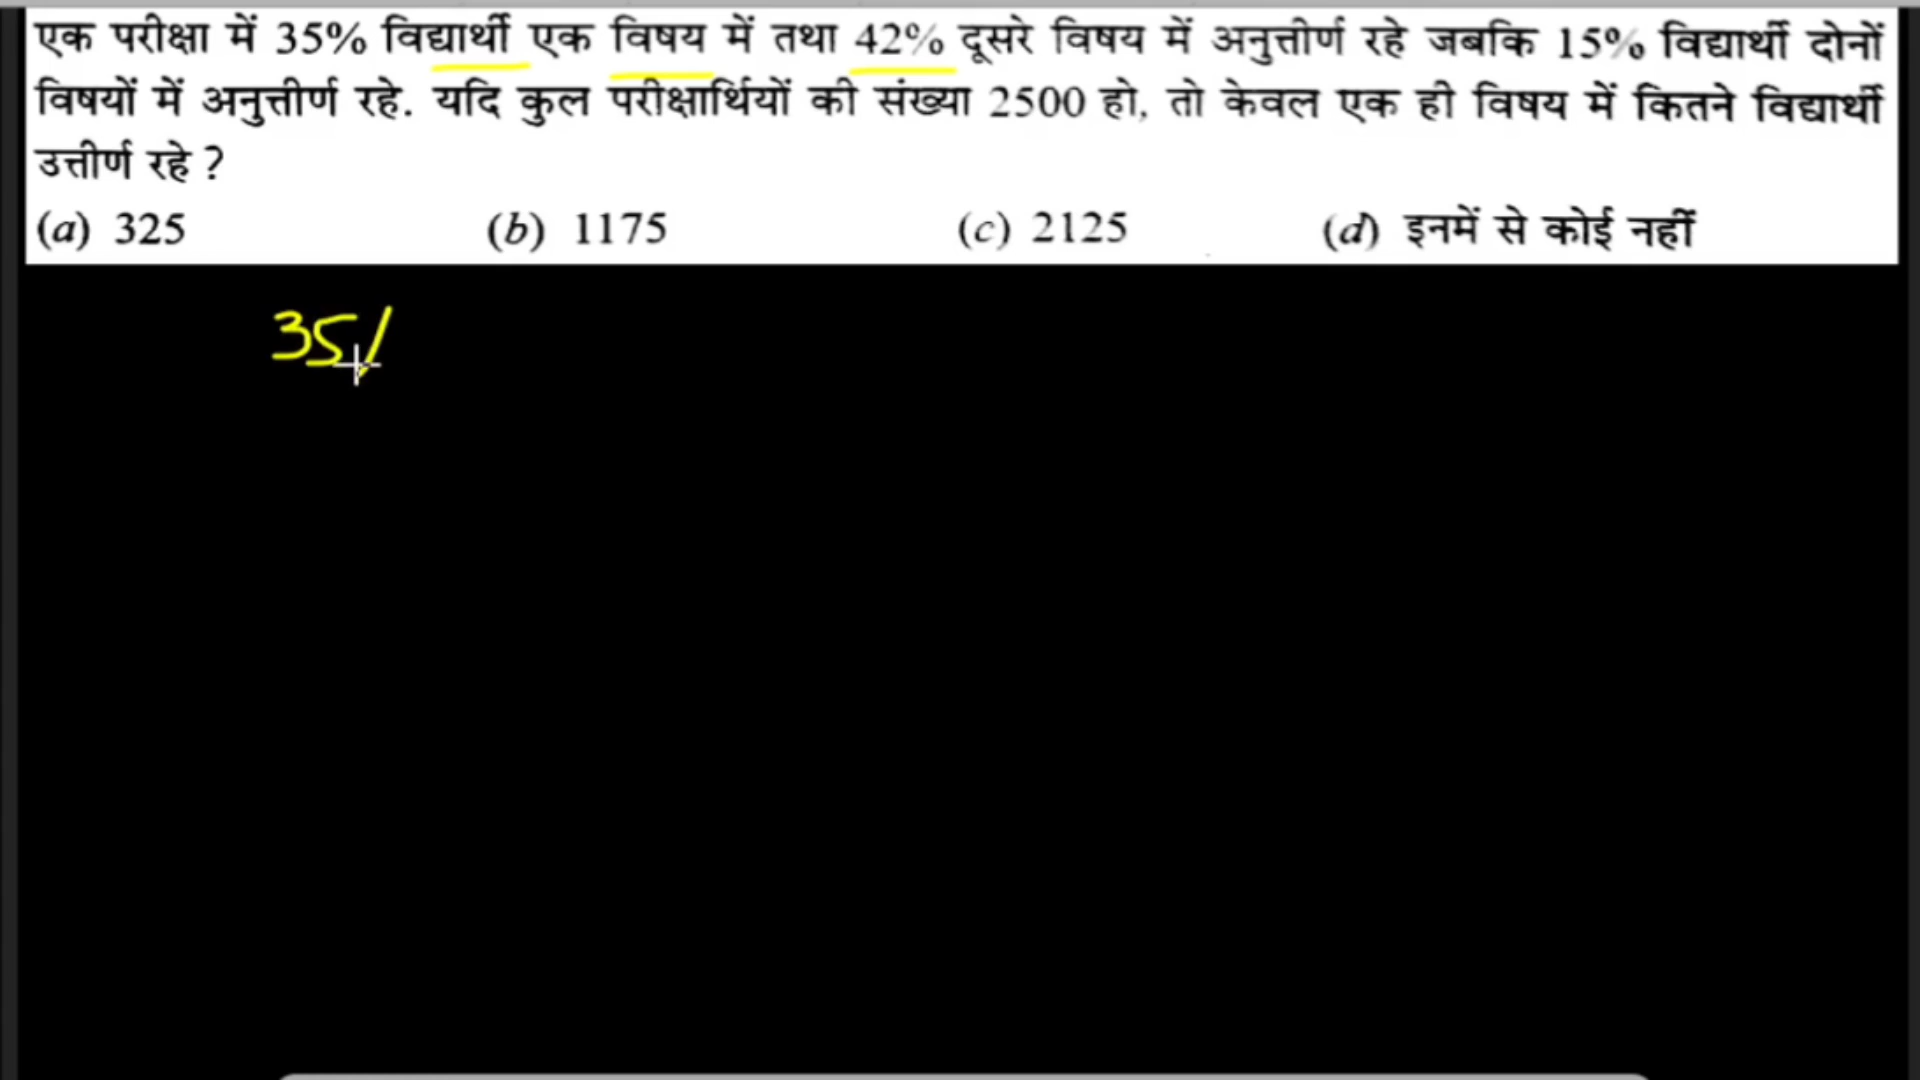 एक परीक्षा में 35% विद्यार्थी एक विषय में तथा 42% दूसरे विषय में अनुत्तीर्ण रहे जबकि 15% विद्यार्थी दोनों
विषयों में अनुत्तीर्ण रहे. यदि कुल परीक्षार्थियों की संख्या 2500 हो, तो केवल एक ही विषय में कितने विद्यार्थी
उत्तीर्ण रहे ?
(a) 325 (b) 1175 (c) 2125 (d) इनमें से कोई नहीं
35/